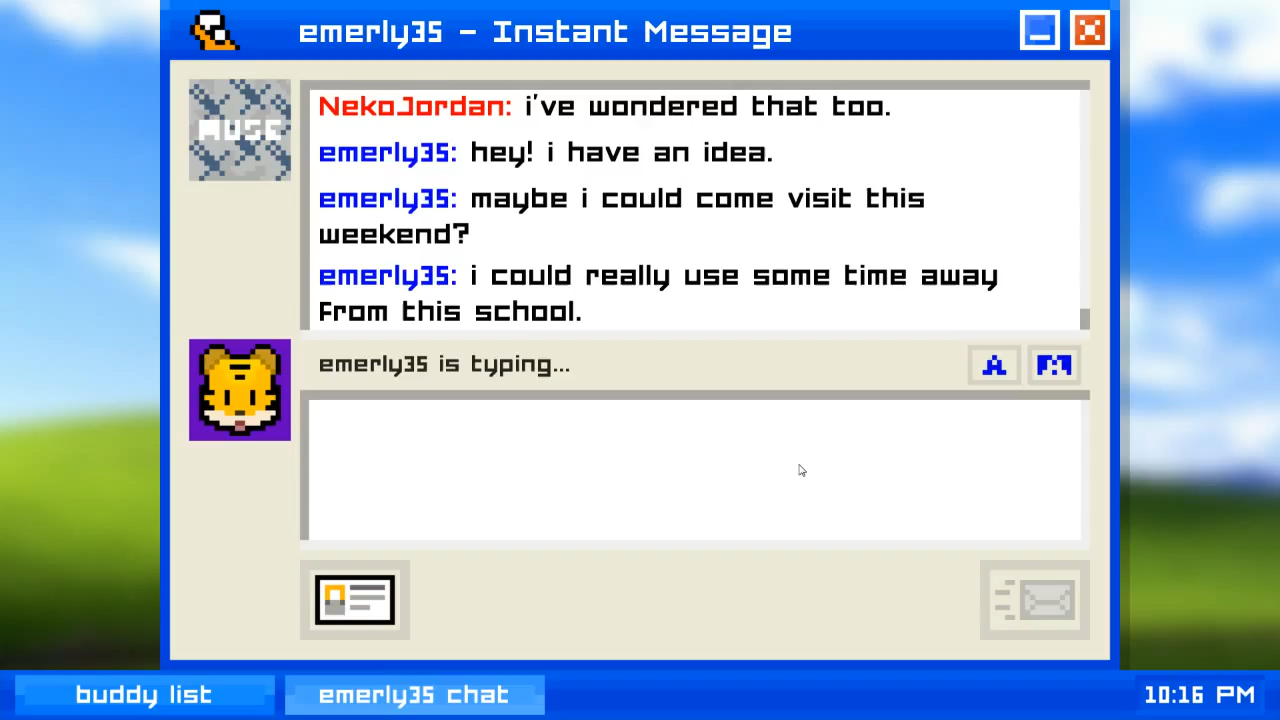 emerly35 - Instant Message
MUSE
NekoJordan: i've wondered that too.
emerly35: hey! i have an idea.
emerly35: maybe i could come visit this
weekend?
emerly35: i could really use some time away
from this school.
emerly35 is typing...
A
buddy list
emerly35 chat
10:16 PM